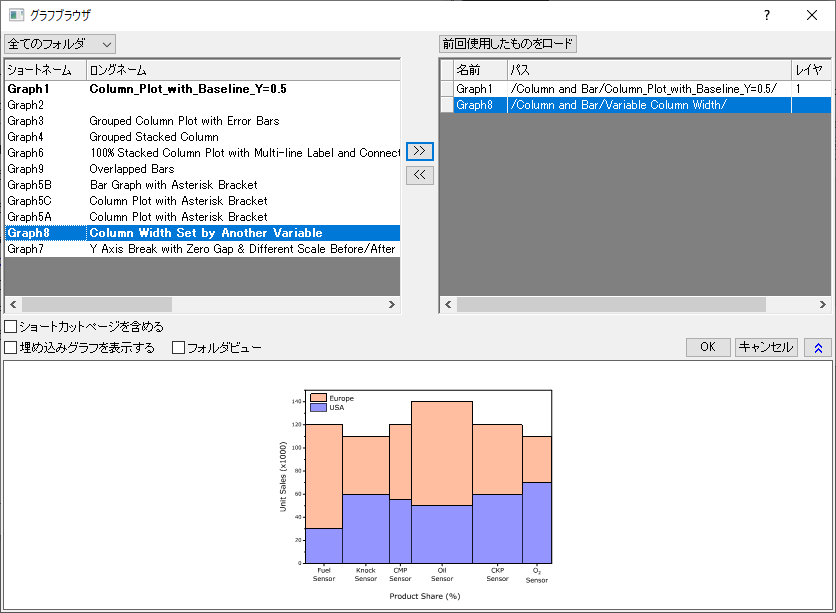 グラフブラウザ
?
全てのフォルダ
前回使用したものをロード
ショートネーム ロングネーム
Graph1 Column_Plot_with_Baseline_Y=0.5
Graph2
Graph3 Grouped Column Plot with Error Bars
Graph4 Grouped Stacked Column
Graph6 100% Stacked Column Plot with Multi-line Label and Connect
Graph9 Overlapped Bars
Graph5B Bar Graph with Asterisk Bracket
Graph5C Column Plot with Asterisk Bracket
Graph5A Column Plot with Asterisk Bracket
Graph8 Column Width Set by Another Variable
Graph7 Y Axis Break with Zero Gap & Different Scale Before/After
>>
<<
名前 パス レイヤ
Graph1 /Column and Bar/Column_Plot_with_Baseline_Y=0.5/ 1
Graph8 /Column and Bar/Variable Column Width/
ショートカットページを含める
埋め込みグラフを表示する フォルダビュー
OK キャンセル
Europe
USA
140
120
100
80
60
40
20
0
Unit Sales (x1000)
Fuel Sensor
Knock Sensor
CMP Sensor
Oil Sensor
CKP Sensor
O2 Sensor
Product Share (%)